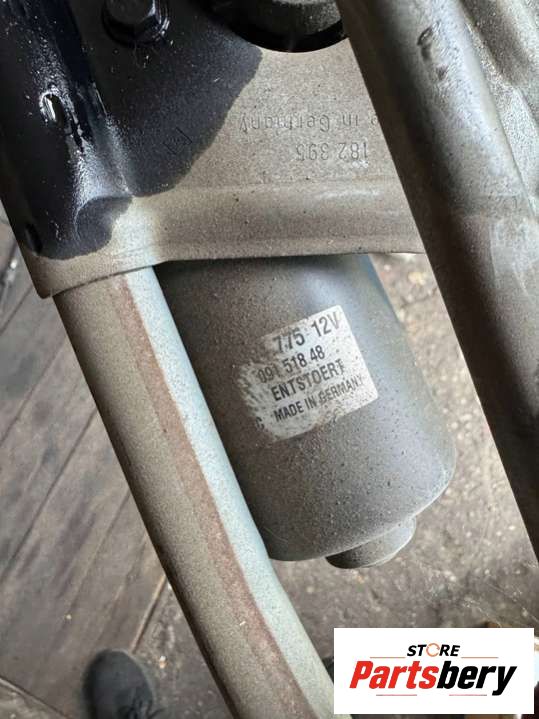 in Germany
182 395
775 12V
091 518 48
ENTSTOERT
MADE IN GERMANY
STORE
Partsbery